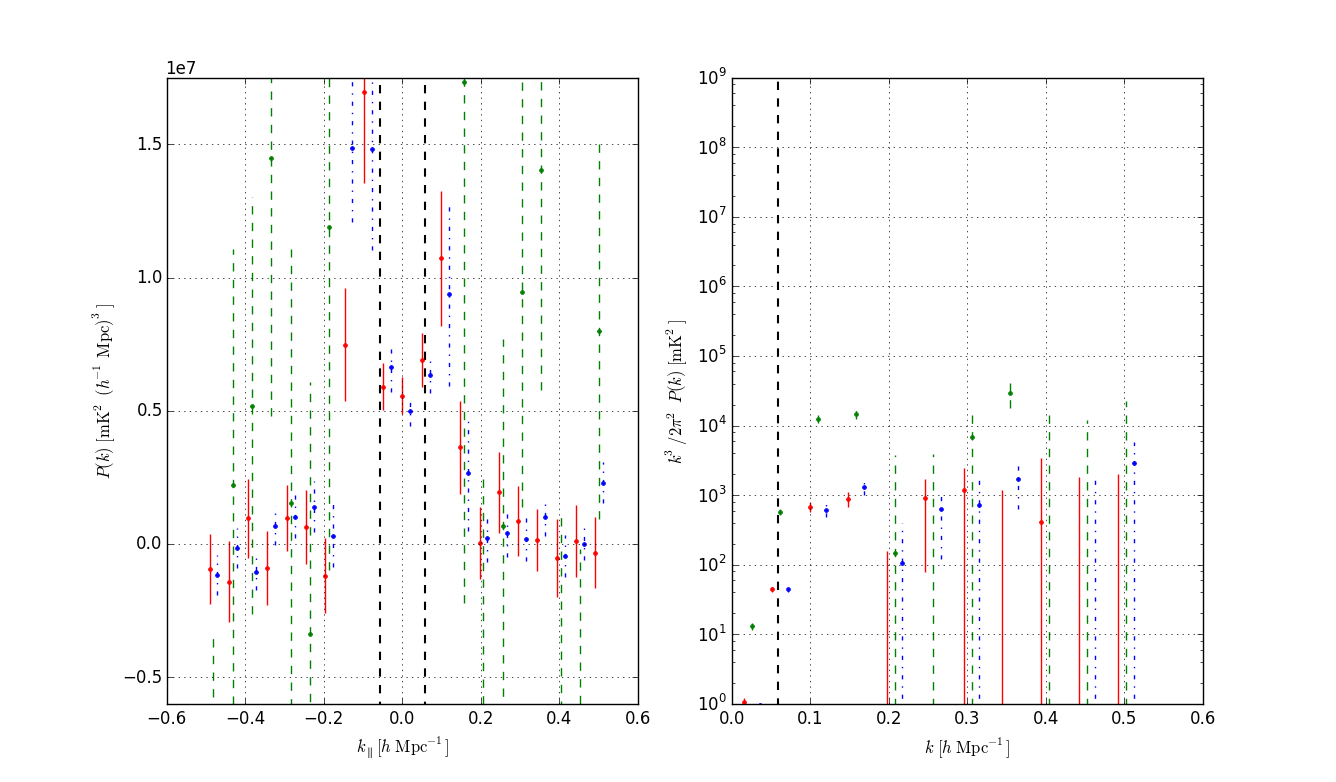 1e7
1.5
1.0
0.5
0.0
−0.5
−0.6 −0.4 −0.2 0.0 0.2 0.4 0.6
k∥ [h Mpc⁻¹]
P(k) [mK² (h⁻¹ Mpc)³]
10⁹
10⁸
10⁷
10⁶
10⁵
10⁴
10³
10²
10¹
10⁰
0.0 0.1 0.2 0.3 0.4 0.5 0.6
k [h Mpc⁻¹]
k³/2π² P(k) [mK²]